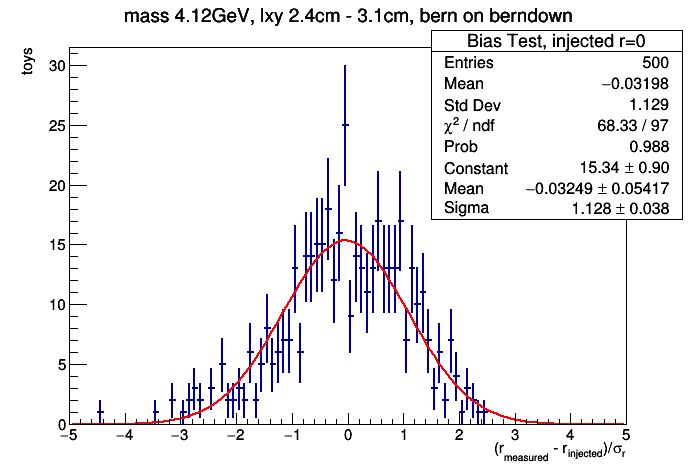 mass 4.12GeV, lxy 2.4cm - 3.1cm, bern on berndown
toys
Bias Test, injected r=0
Entries 500
Mean −0.03198
Std Dev 1.129
χ² / ndf 68.33 / 97
Prob 0.988
Constant 15.34 ± 0.90
Mean −0.03249 ± 0.05417
Sigma 1.128 ± 0.038
30
25
20
15
10
5
0
−5 −4 −3 −2 −1 0 1 2 3 4 5
(r_measured - r_injected)/σ_r